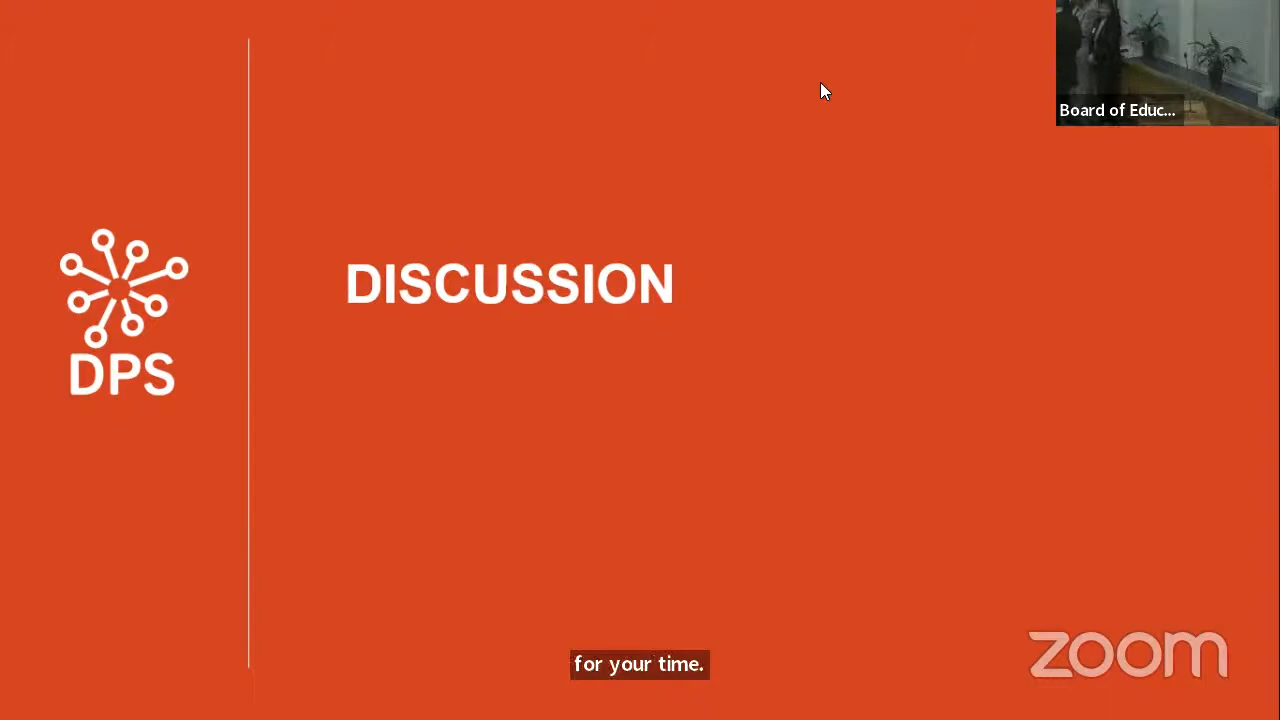 Board of Educ...
DISCUSSION
DPS
for your time.
zoom